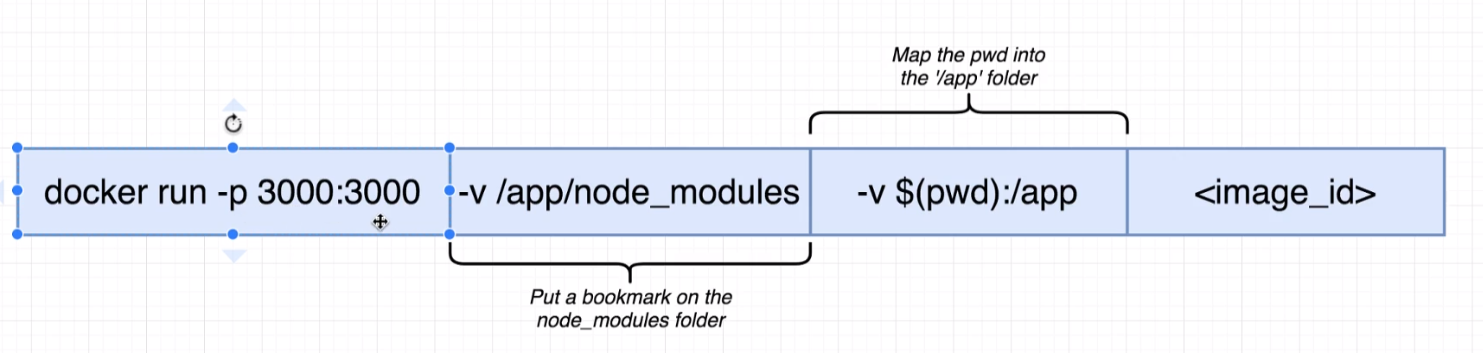 Map the pwd into
the '/app' folder
docker run -p 3000:3000 -v /app/node_modules -v $(pwd):/app <image_id>
Put a bookmark on the
node_modules folder